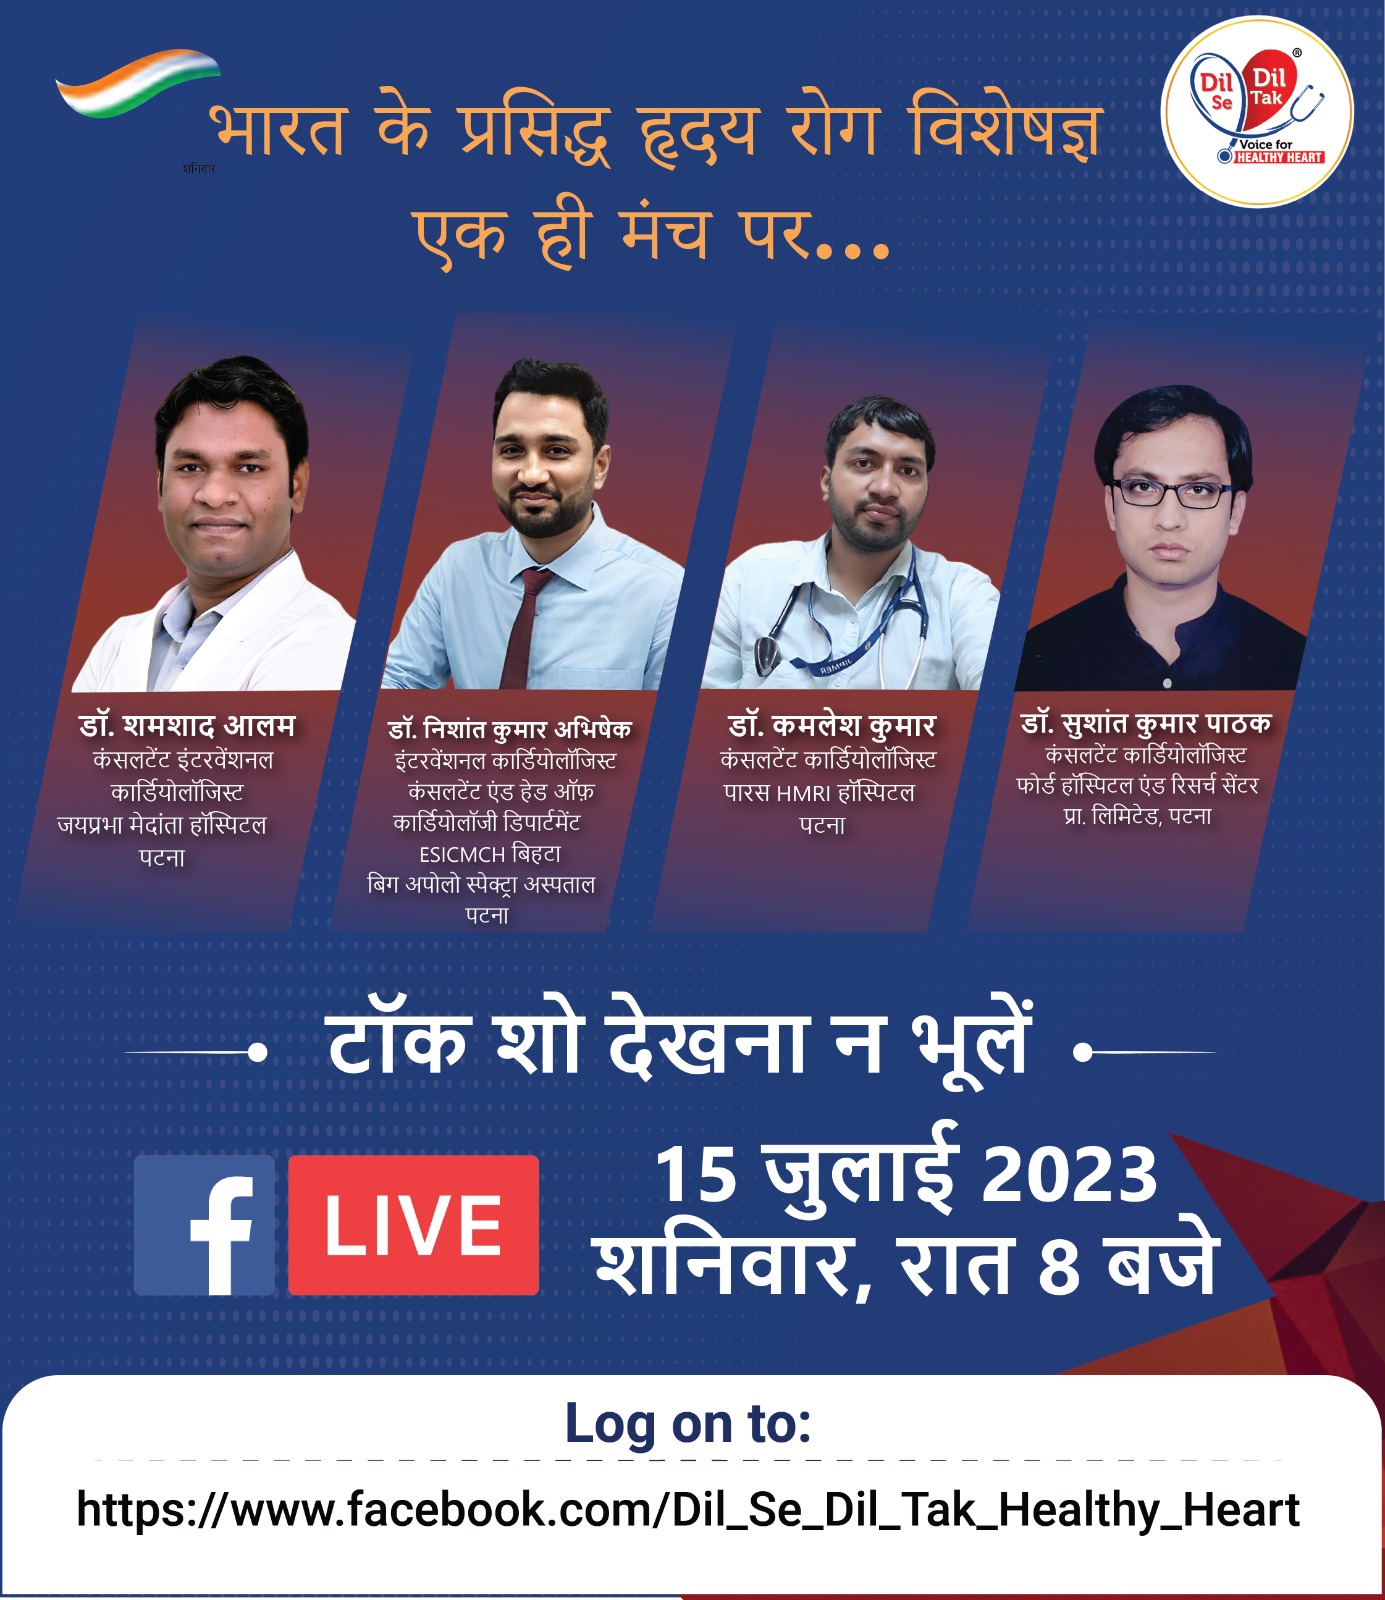 Dil Se
Dil Tak
®
Voice for
HEALTHY HEART
भारत के प्रसिद्ध हृदय रोग विशेषज्ञ
शनिवार
एक ही मंच पर...
JIPMER
डॉ. शमशाद आलम
कंसलटेंट इंटरवेंशनल
कार्डियोलॉजिस्ट
जयप्रभा मेदांता हॉस्पिटल
पटना
डॉ. निशांत कुमार अभिषेक
इंटरवेंशनल कार्डियोलॉजिस्ट
कंसलटेंट एंड हेड ऑफ़
कार्डियोलॉजी डिपार्टमेंट
ESICMCH बिहटा
बिग अपोलो स्पेक्ट्रा अस्पताल
पटना
डॉ. कमलेश कुमार
कंसलटेंट कार्डियोलॉजिस्ट
पारस HMRI हॉस्पिटल
पटना
डॉ. सुशांत कुमार पाठक
कंसलटेंट कार्डियोलॉजिस्ट
फोर्ड हॉस्पिटल एंड रिसर्च सेंटर
प्रा. लिमिटेड, पटना
टॉक शो देखना न भूलें
f LIVE
15 जुलाई 2023
शनिवार, रात 8 बजे
Log on to:
https://www.facebook.com/Dil_Se_Dil_Tak_Healthy_Heart